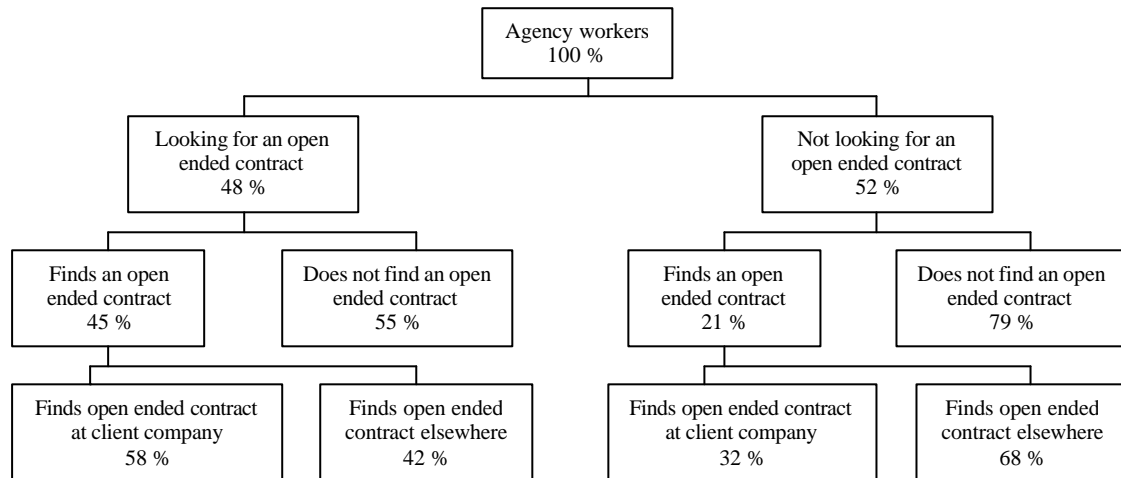 Agency workers
100 %
Looking for an open
ended contract
48 %
Not looking for an
open ended contract
52 %
Finds an open
ended contract
45 %
Does not find an open
ended contract
55 %
Finds an open
ended contract
21 %
Does not find an open
ended contract
79 %
Finds open ended contract
at client company
58 %
Finds open ended
contract elsewhere
42 %
Finds open ended contract
at client company
32 %
Finds open ended
contract elsewhere
68 %